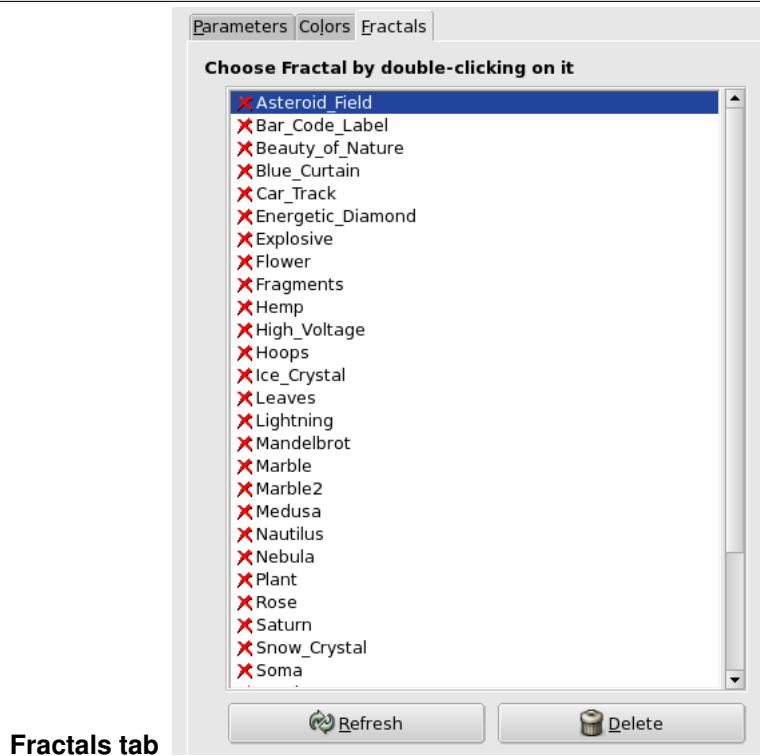 Parameters Colors Fractals
Choose Fractal by double-clicking on it
Asteroid_Field
Bar_Code_Label
Beauty_of_Nature
Blue_Curtain
Car_Track
Energetic_Diamond
Explosive
Flower
Fragments
Hemp
High_Voltage
Hoops
Ice_Crystal
Leaves
Lightning
Mandelbrot
Marble
Marble2
Medusa
Nautilus
Nebula
Plant
Rose
Saturn
Snow_Crystal
Soma
Refresh Delete
Fractals tab